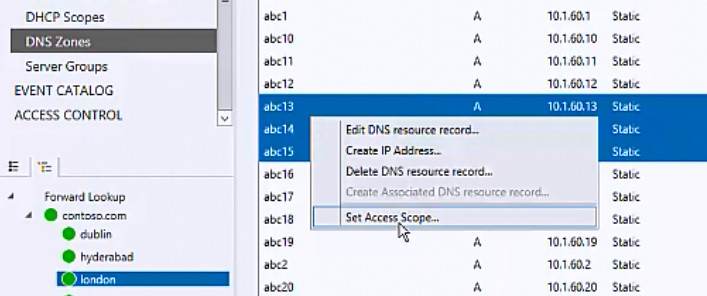 DHCP Scopes
DNS Zones
Server Groups
EVENT CATALOG
ACCESS CONTROL
Forward Lookup
contoso.com
dublin
hyderabad
london
abc1 A 10.1.60.1 Static
abc10 A 10.1.60.10 Static
abc11 A 10.1.60.11 Static
abc12 A 10.1.60.12 Static
abc13 A 10.1.60.13 Static
abc14 Static
abc15 Static
abc16 Static
abc17 Static
abc18 Static
abc19 A 10.1.60.19 Static
abc2 A 10.1.60.2 Static
abc20 A 10.1.60.20 Static
Edit DNS resource record...
Create IP Address...
Delete DNS resource record...
Create Associated DNS resource record...
Set Access Scope...